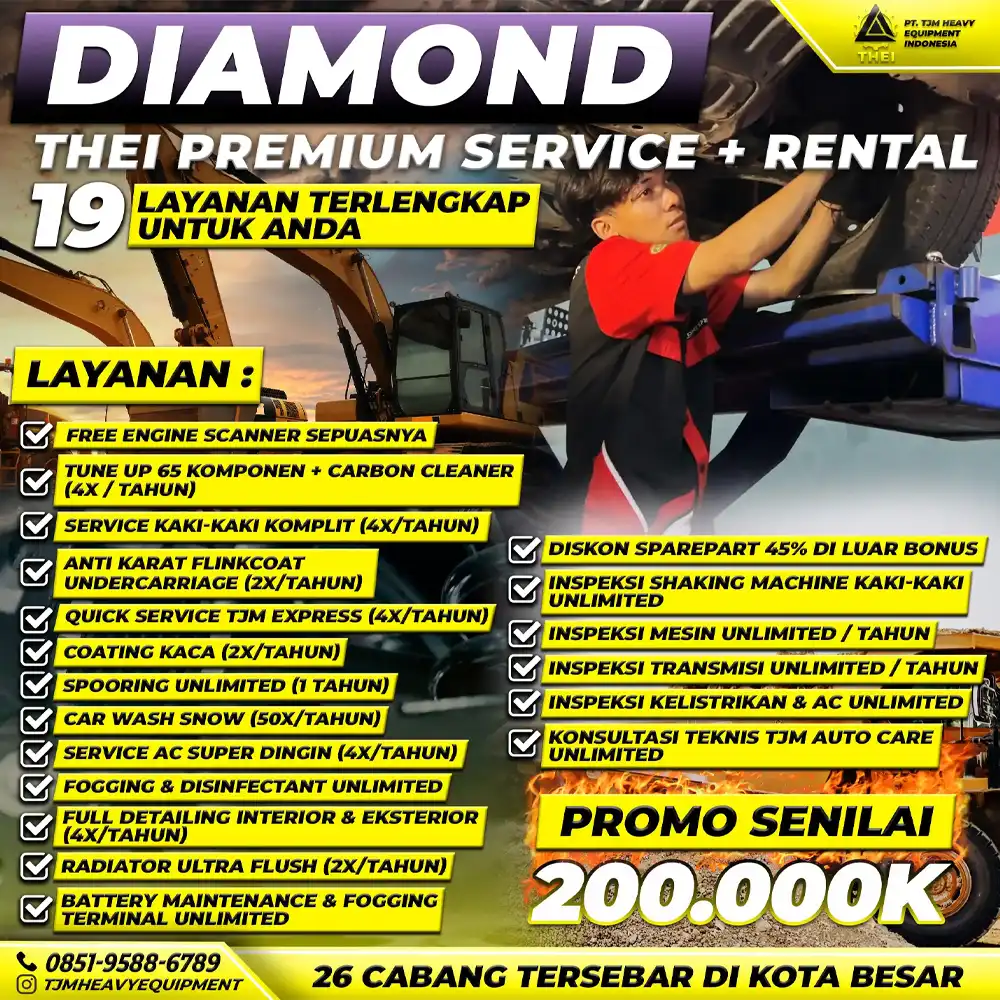 DIAMOND
THEI
PT. TJM HEAVY
EQUIPMENT
INDONESIA
THEI PREMIUM SERVICE + RENTAL
19
LAYANAN TERLENGKAP
UNTUK ANDA
LAYANAN :
FREE ENGINE SCANNER SEPUASNYA
TUNE UP 65 KOMPONEN + CARBON CLEANER
(4X / TAHUN)
SERVICE KAKI-KAKI KOMPLIT (4X/TAHUN)
ANTI KARAT FLINKCOAT
UNDERCARRIAGE (2X/TAHUN)
QUICK SERVICE TJM EXPRESS (4X/TAHUN)
COATING KACA (2X/TAHUN)
SPOORING UNLIMITED (1 TAHUN)
CAR WASH SNOW (50X/TAHUN)
SERVICE AC SUPER DINGIN (4X/TAHUN)
FOGGING & DISINFECTANT UNLIMITED
FULL DETAILING INTERIOR & EKSTERIOR
(4X/TAHUN)
RADIATOR ULTRA FLUSH (2X/TAHUN)
BATTERY MAINTENANCE & FOGGING
TERMINAL UNLIMITED
DISKON SPAREPART 45% DI LUAR BONUS
INSPEKSI SHAKING MACHINE KAKI-KAKI
UNLIMITED
INSPEKSI MESIN UNLIMITED / TAHUN
INSPEKSI TRANSMISI UNLIMITED / TAHUN
INSPEKSI KELISTRIKAN & AC UNLIMITED
KONSULTASI TEKNIS TJM AUTO CARE
UNLIMITED
PROMO SENILAI
200.000K
0851-9588-6789
TJMHEAVYEQUIPMENT
26 CABANG TERSEBAR DI KOTA BESAR